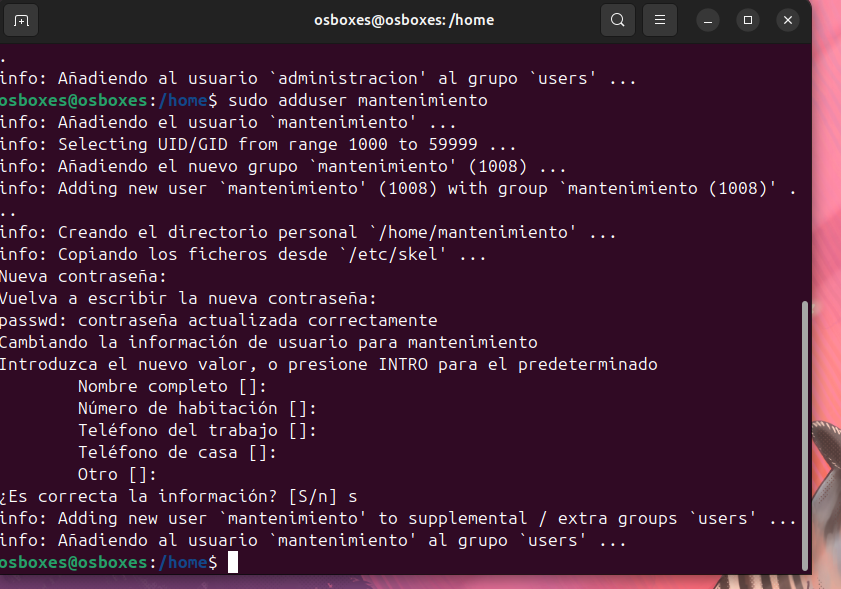 osboxes@osboxes: /home
.
info: Añadiendo al usuario `administracion' al grupo `users' ...
osboxes@osboxes:/home$ sudo adduser mantenimiento
info: Añadiendo el usuario `mantenimiento' ...
info: Selecting UID/GID from range 1000 to 59999 ...
info: Añadiendo el nuevo grupo `mantenimiento' (1008) ...
info: Adding new user `mantenimiento' (1008) with group `mantenimiento (1008)' .
..
info: Creando el directorio personal `/home/mantenimiento' ...
info: Copiando los ficheros desde `/etc/skel' ...
Nueva contraseña:
Vuelva a escribir la nueva contraseña:
passwd: contraseña actualizada correctamente
Cambiando la información de usuario para mantenimiento
Introduzca el nuevo valor, o presione INTRO para el predeterminado
        Nombre completo []:
        Número de habitación []:
        Teléfono del trabajo []:
        Teléfono de casa []:
        Otro []:
¿Es correcta la información? [S/n] s
info: Adding new user `mantenimiento' to supplemental / extra groups `users' ...
info: Añadiendo al usuario `mantenimiento' al grupo `users' ...
osboxes@osboxes:/home$